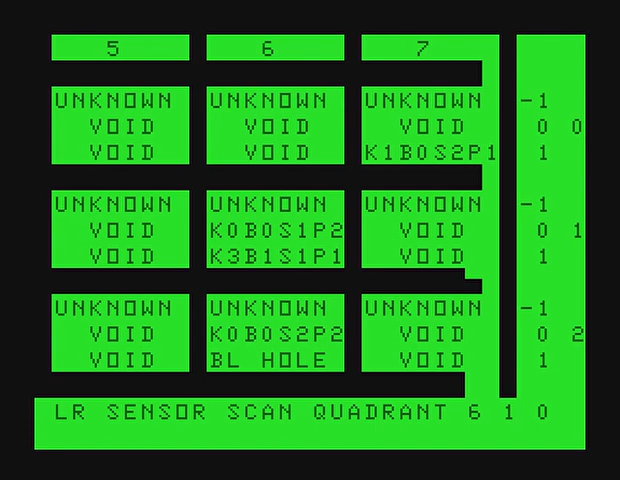 5 6 7
UNKNOWN UNKNOWN UNKNOWN -1
VOID VOID VOID 0 0
VOID VOID K1B0S2P1 1
UNKNOWN UNKNOWN UNKNOWN -1
VOID K0B0S1P2 VOID 0 1
VOID K3B1S1P1 VOID 1
UNKNOWN UNKNOWN UNKNOWN -1
VOID K0B0S2P2 VOID 0 2
VOID BL HOLE VOID 1
LR SENSOR SCAN QUADRANT 6 1 0